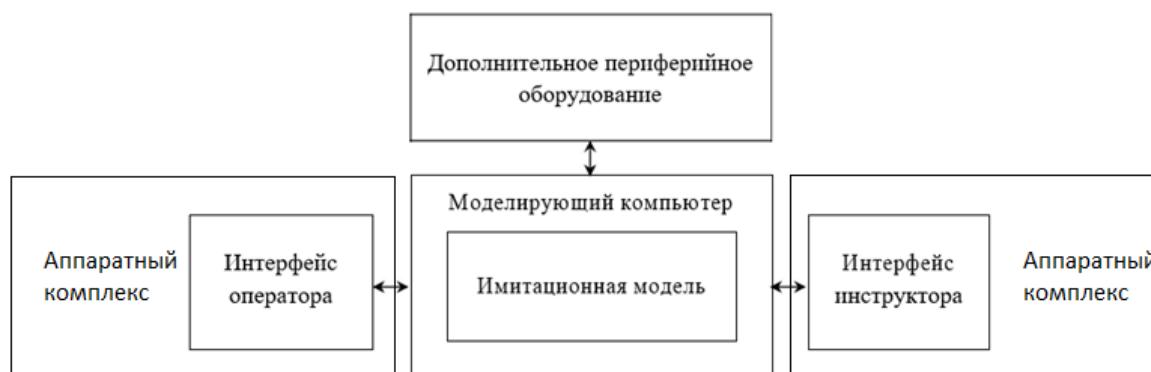 Дополнительное периферийное
оборудование
Моделирующий компьютер
Аппаратный
комплекс
Интерфейс
оператора
Имитационная модель
Интерфейс
инструктора
Аппаратный
комплекс